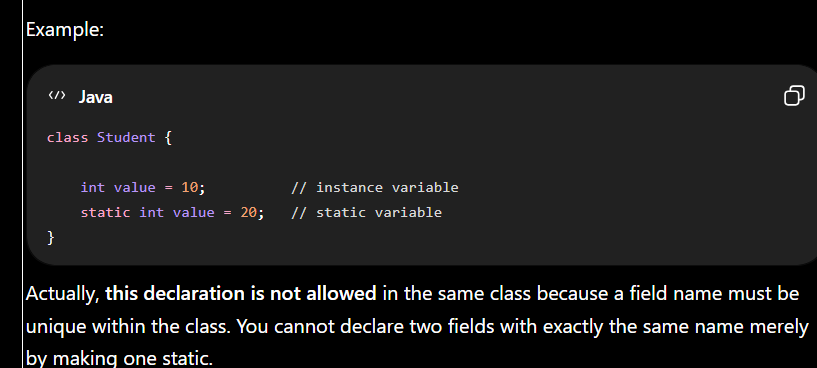 Example:
</> Java
class Student {
int value = 10; // instance variable
static int value = 20; // static variable
}
Actually, this declaration is not allowed in the same class because a field name must be
unique within the class. You cannot declare two fields with exactly the same name merely
by making one static.